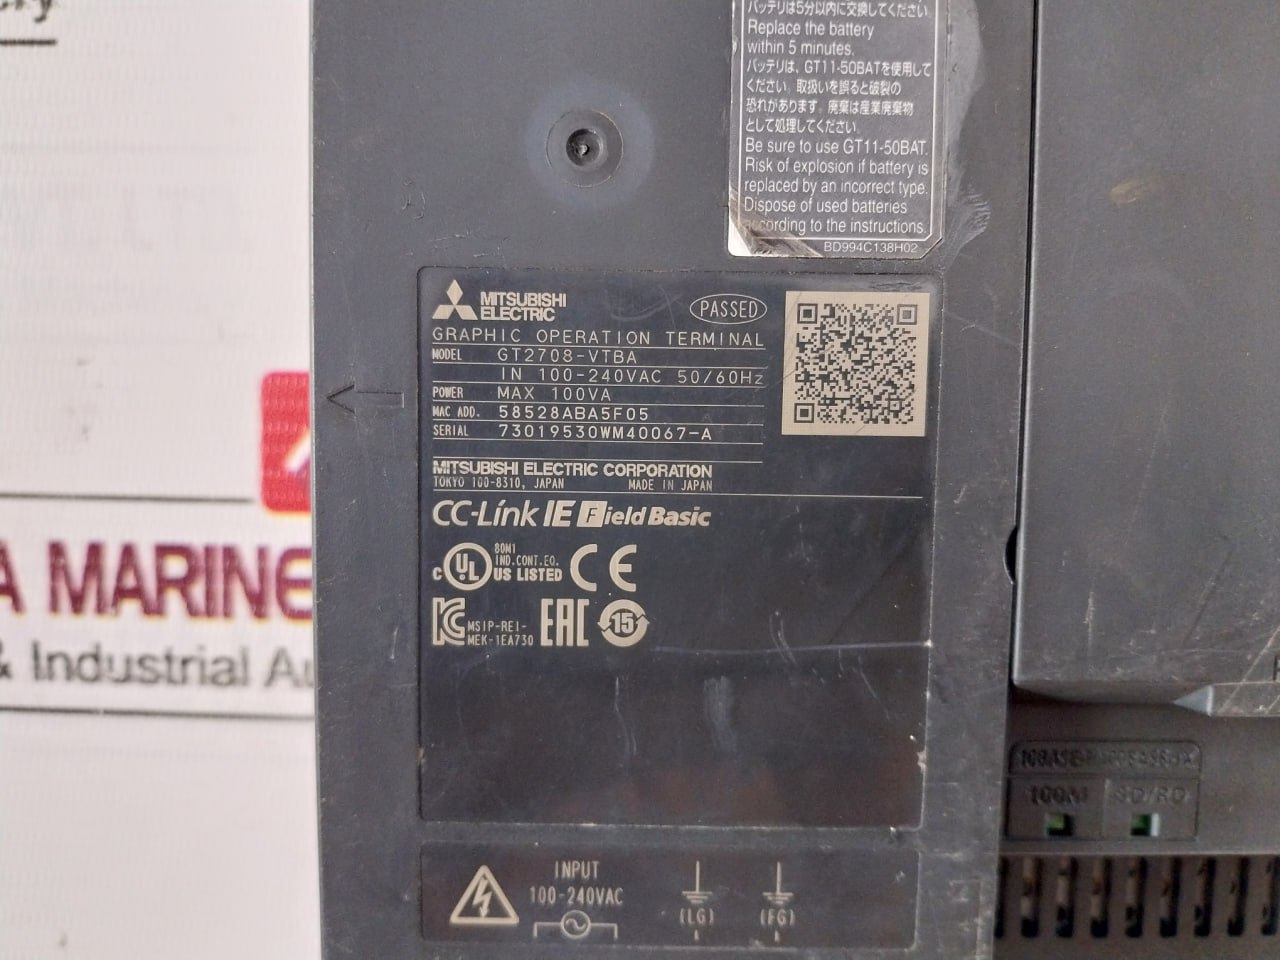 バッテリは5分以内に交換してください.
Replace the battery
within 5 minutes.
バッテリは、GT11-50BATを使用して
ください. 取扱いを誤ると破裂の
恐れがあります. 廃棄は産業廃棄物
として処理してください.
Be sure to use GT11-50BAT.
Risk of explosion if battery is
replaced by an incorrect type.
Dispose of used batteries
according to the instructions.
BD994C138H02
MITSUBISHI
ELECTRIC
PASSED
GRAPHIC OPERATION TERMINAL
MODEL GT2708-VTBA
IN 100-240VAC 50/60Hz
POWER MAX 100VA
MAC ADD. 58528ABA5F05
SERIAL 73019530WM40067-A
MITSUBISHI ELECTRIC CORPORATION
TOKYO 100-8310, JAPAN MADE IN JAPAN
CC-Link IE Field Basic
c UL US LISTED
80M1
IND.CONT.EQ.
CE
KC MSIP-REI-
MEK-1EA730
EAC
15
INPUT
100-240VAC
(LG)
(FG)
A MARINE
& Industrial Au
100M SD/RD